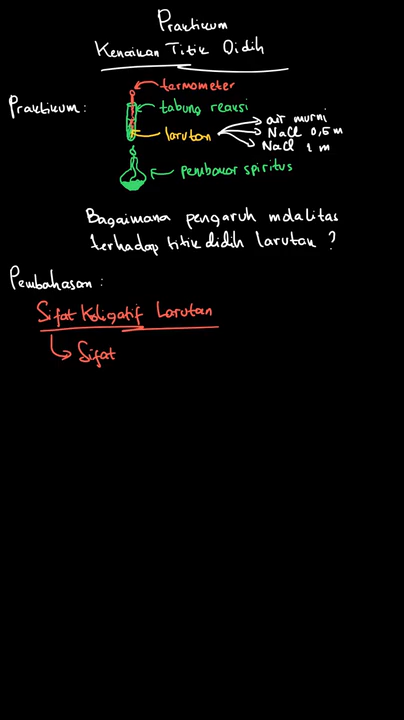 Praktikum
Kenaikan Titik Didih
Praktikum :
termometer
tabung reaksi
larutan
air murni
NaCl 0,5 m
NaCl 1 m
pembakar spiritus
Bagaimana pengaruh molalitas
terhadap titik didih larutan ?
Pembahasan :
Sifat Koligatif Larutan
Sifat